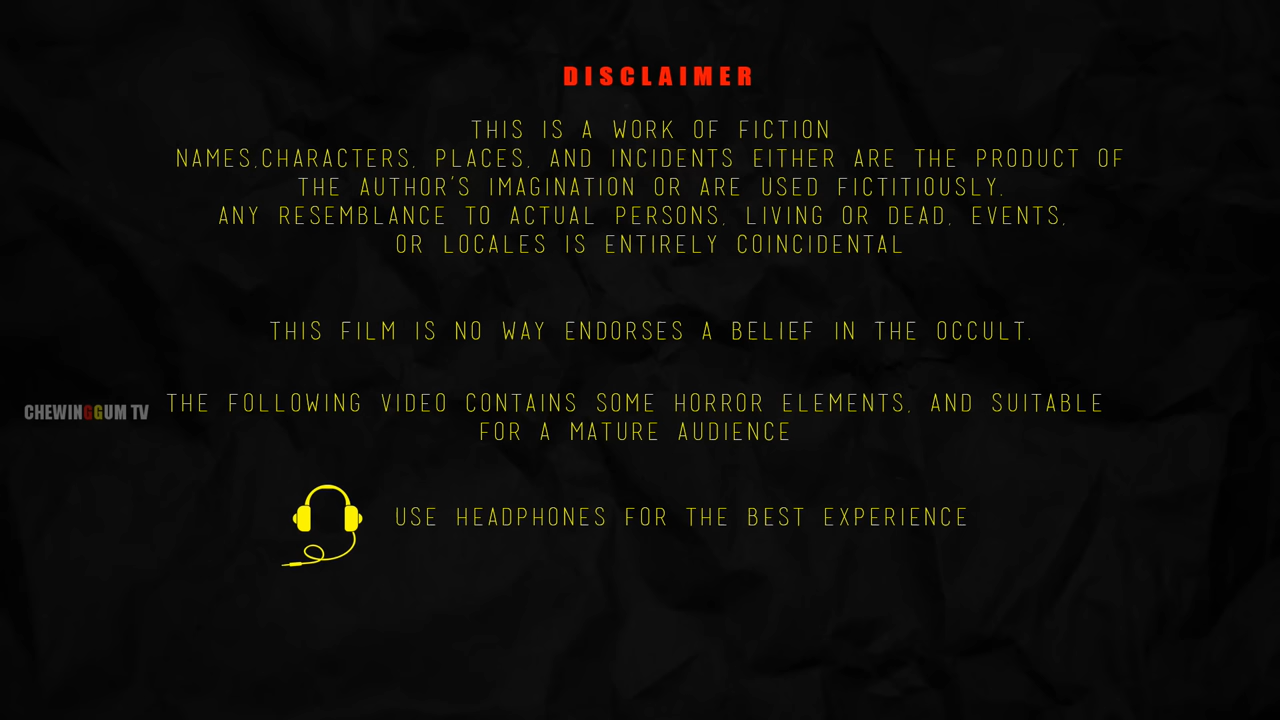 DISCLAIMER
THIS IS A WORK OF FICTION
NAMES,CHARACTERS, PLACES, AND INCIDENTS EITHER ARE THE PRODUCT OF
THE AUTHOR'S IMAGINATION OR ARE USED FICTITIOUSLY.
ANY RESEMBLANCE TO ACTUAL PERSONS, LIVING OR DEAD, EVENTS,
OR LOCALES IS ENTIRELY COINCIDENTAL
THIS FILM IS NO WAY ENDORSES A BELIEF IN THE OCCULT.
CHEWINGGUM TV
THE FOLLOWING VIDEO CONTAINS SOME HORROR ELEMENTS, AND SUITABLE
FOR A MATURE AUDIENCE
USE HEADPHONES FOR THE BEST EXPERIENCE